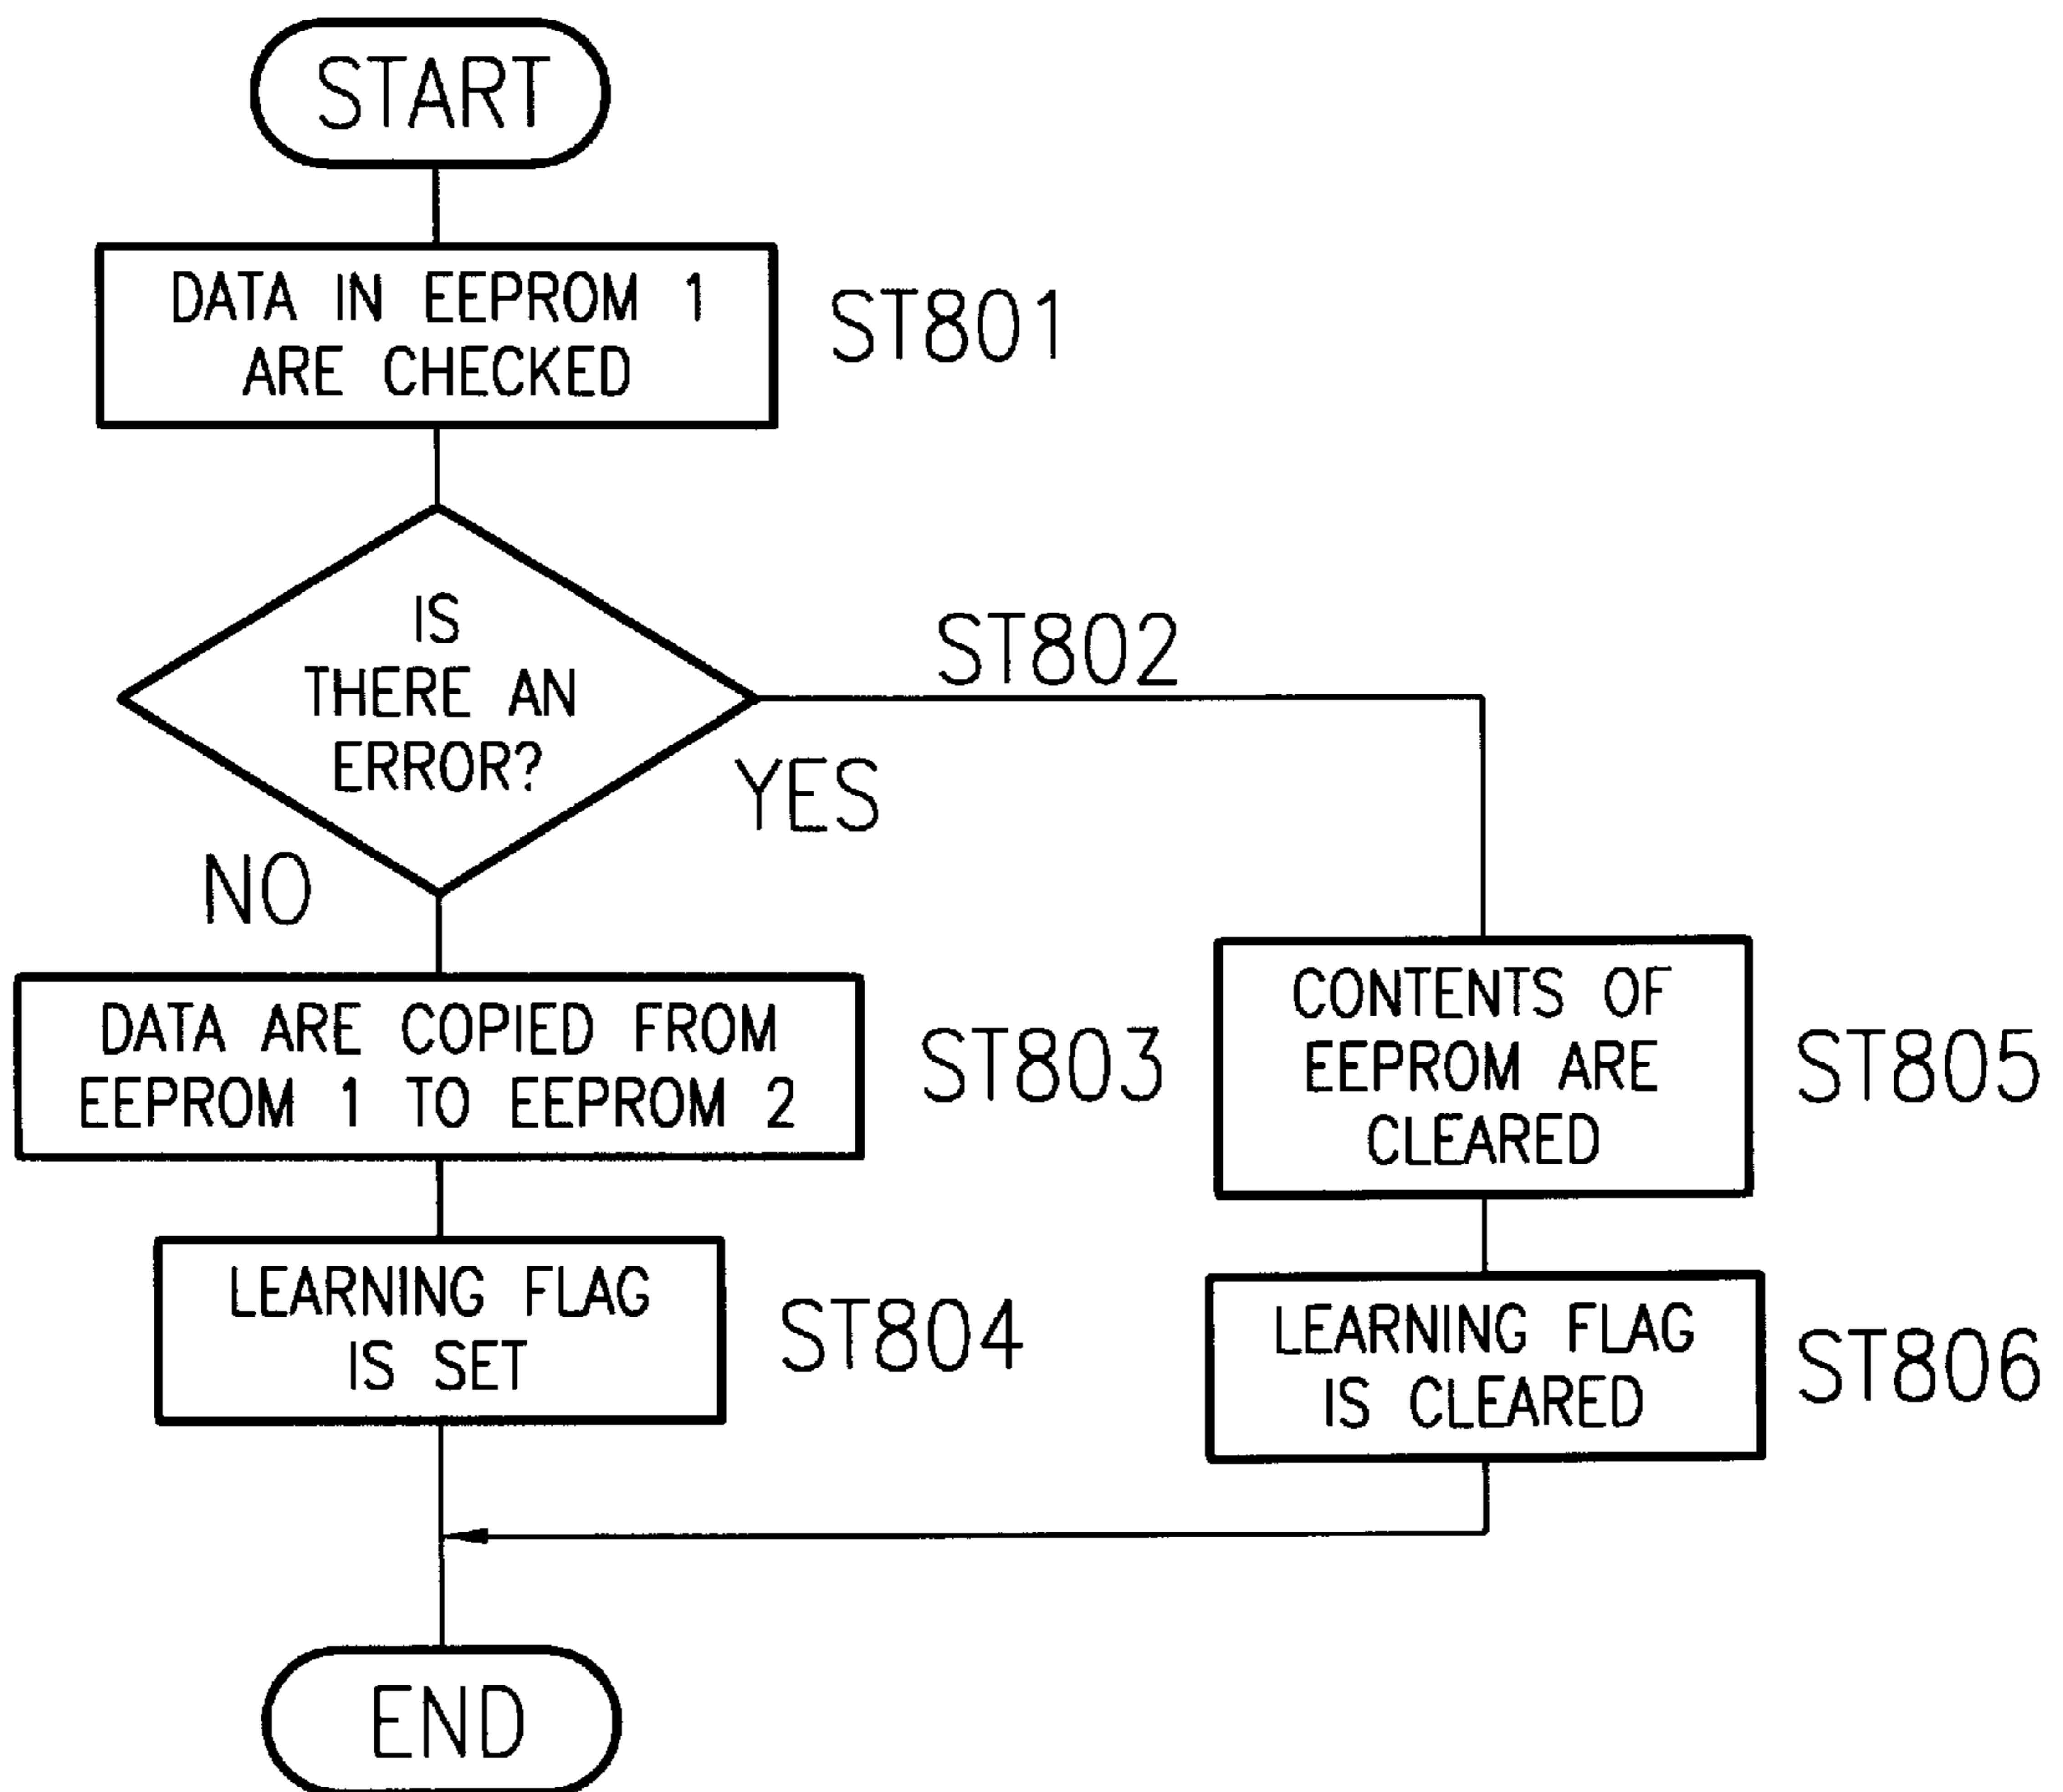 START
DATA IN EEPROM 1
ARE CHECKED
ST801
IS
THERE AN
ERROR?
ST802
YES
NO
DATA ARE COPIED FROM
EEPROM 1 TO EEPROM 2
ST803
CONTENTS OF
EEPROM ARE
CLEARED
ST805
LEARNING FLAG
IS SET
ST804
LEARNING FLAG
IS CLEARED
ST806
END